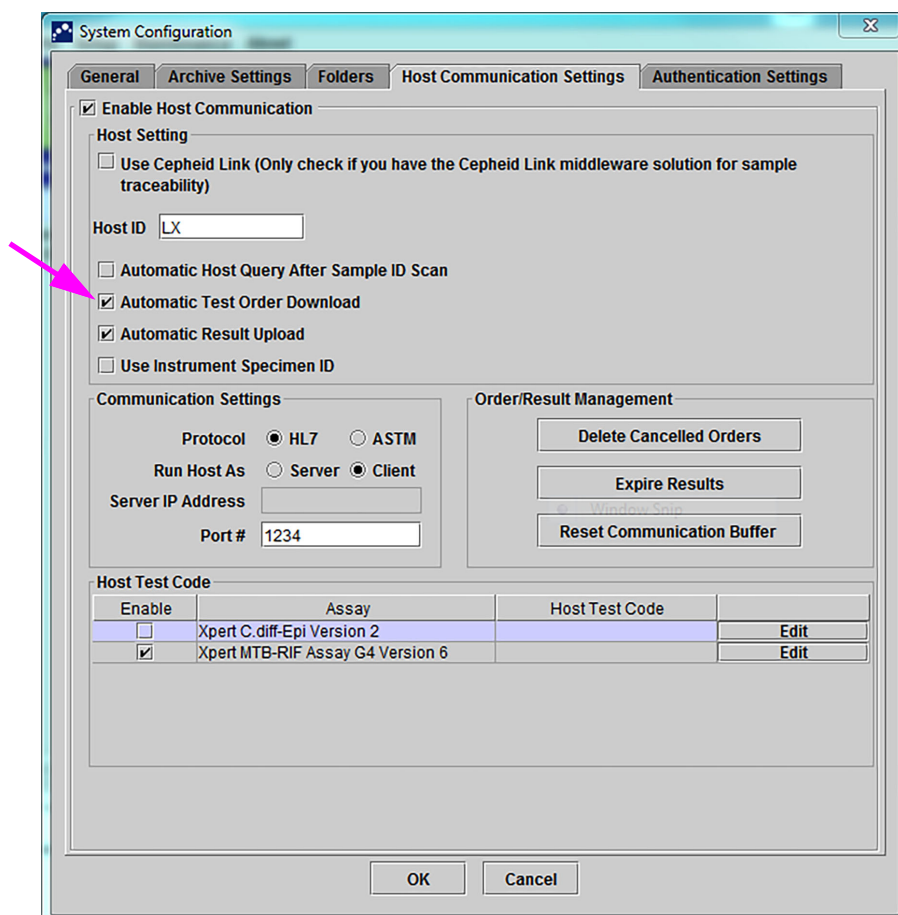 System Configuration
General Archive Settings Folders Host Communication Settings Authentication Settings
Enable Host Communication
Host Setting
Use Cepheid Link (Only check if you have the Cepheid Link middleware solution for sample
traceability)
Host ID LX
Automatic Host Query After Sample ID Scan
Automatic Test Order Download
Automatic Result Upload
Use Instrument Specimen ID
Communication Settings
Protocol HL7 ASTM
Run Host As Server Client
Server IP Address
Port # 1234
Order/Result Management
Delete Cancelled Orders
Expire Results
Window Snip
Reset Communication Buffer
Host Test Code
Enable Assay Host Test Code
Xpert C.diff-Epi Version 2 Edit
Xpert MTB-RIF Assay G4 Version 6 Edit
OK Cancel